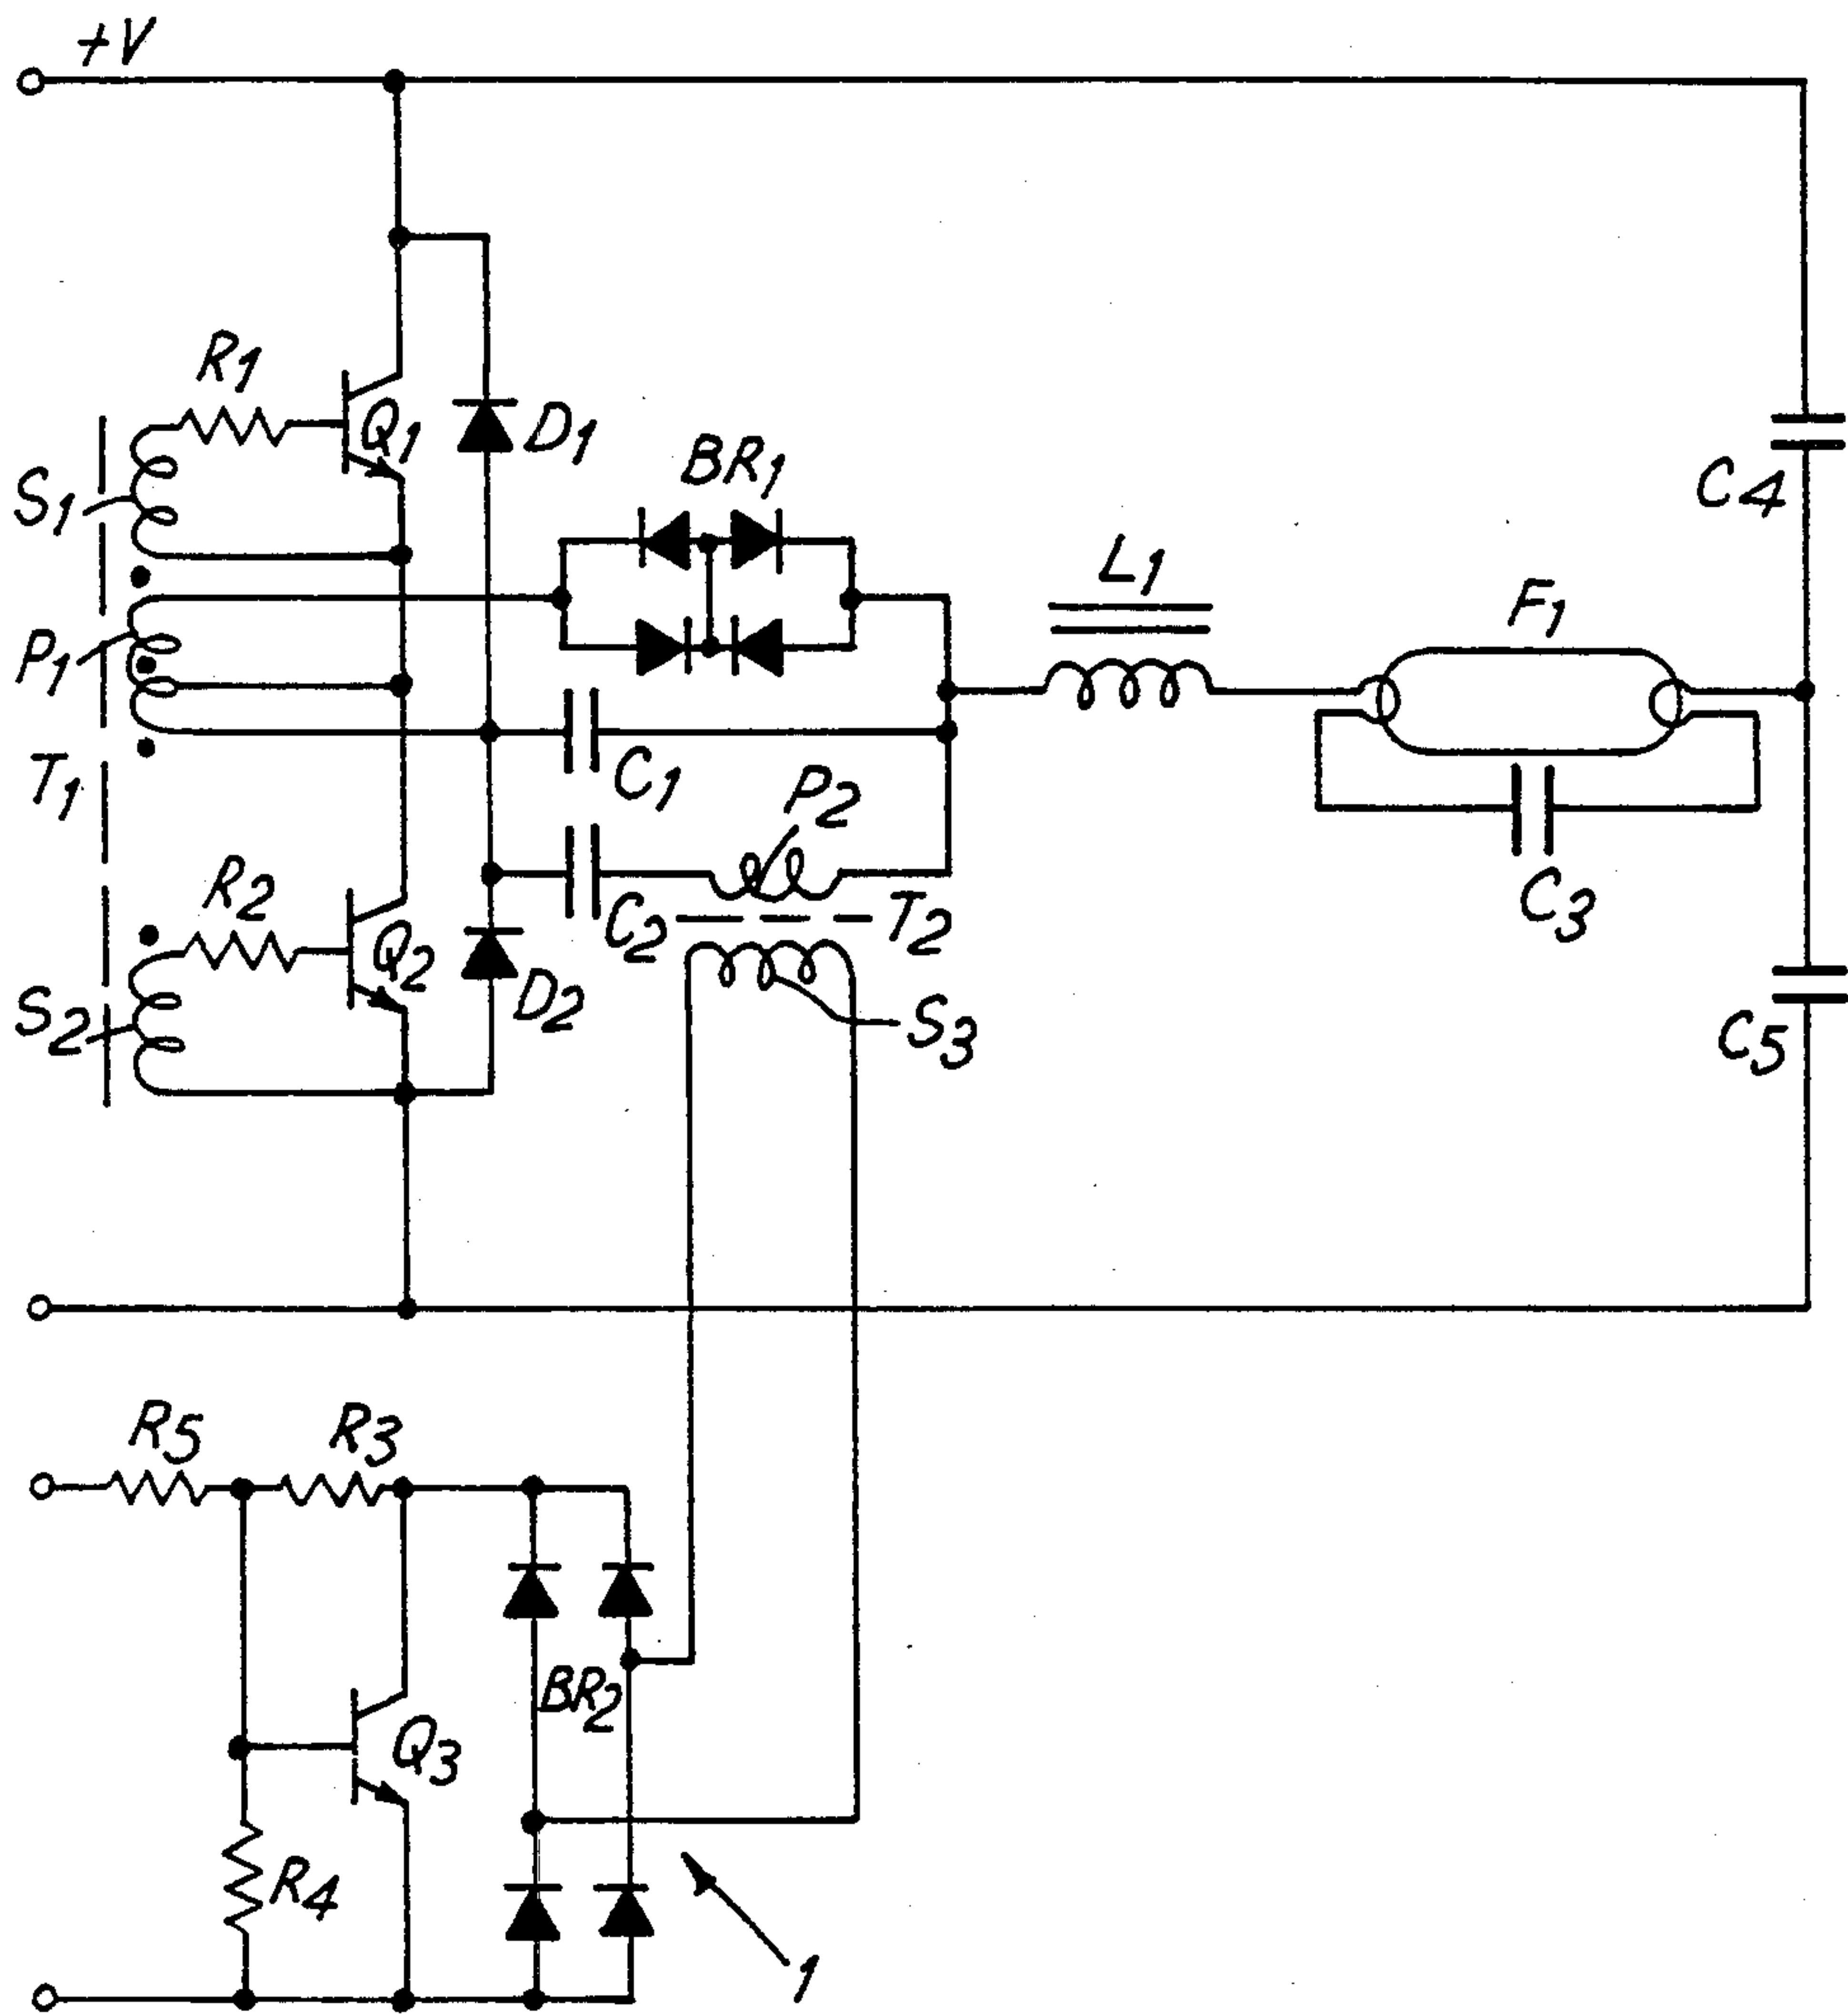 +V
R1
Q1
D1
BR1
S1
C4
L1
F1
P1
T1
C1
P2
C3
R2
Q2
C2
T2
D2
S2
S3
C5
R5
R3
BR2
Q3
R4
1